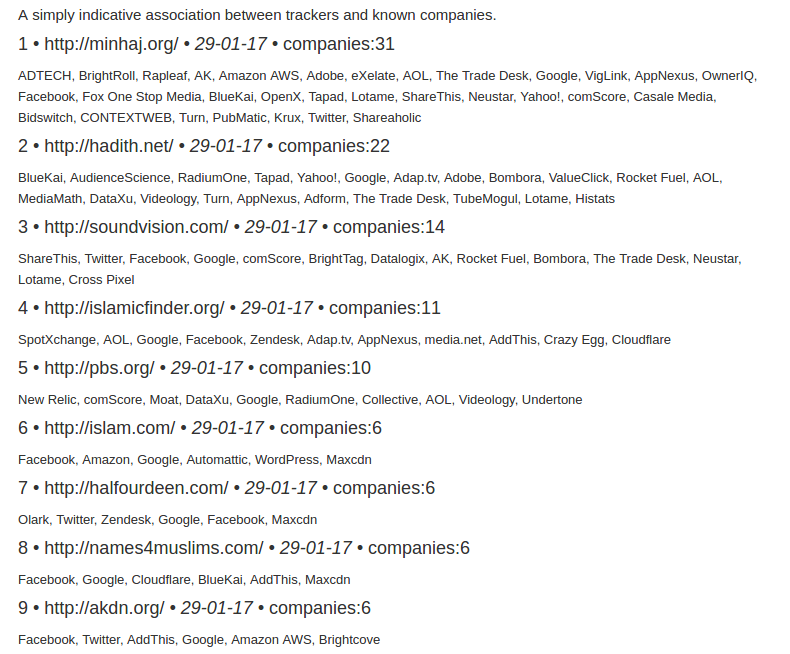 A simply indicative association between trackers and known companies.
1 • http://minhaj.org/ • 29-01-17 • companies:31
ADTECH, BrightRoll, Rapleaf, AK, Amazon AWS, Adobe, eXelate, AOL, The Trade Desk, Google, VigLink, AppNexus, OwnerIQ,
Facebook, Fox One Stop Media, BlueKai, OpenX, Tapad, Lotame, ShareThis, Neustar, Yahoo!, comScore, Casale Media,
Bidswitch, CONTEXTWEB, Turn, PubMatic, Krux, Twitter, Shareaholic
2 • http://hadith.net/ • 29-01-17 • companies:22
BlueKai, AudienceScience, RadiumOne, Tapad, Yahoo!, Google, Adap.tv, Adobe, Bombora, ValueClick, Rocket Fuel, AOL,
MediaMath, DataXu, Videology, Turn, AppNexus, Adform, The Trade Desk, TubeMogul, Lotame, Histats
3 • http://soundvision.com/ • 29-01-17 • companies:14
ShareThis, Twitter, Facebook, Google, comScore, BrightTag, Datalogix, AK, Rocket Fuel, Bombora, The Trade Desk, Neustar,
Lotame, Cross Pixel
4 • http://islamicfinder.org/ • 29-01-17 • companies:11
SpotXchange, AOL, Google, Facebook, Zendesk, Adap.tv, AppNexus, media.net, AddThis, Crazy Egg, Cloudflare
5 • http://pbs.org/ • 29-01-17 • companies:10
New Relic, comScore, Moat, DataXu, Google, RadiumOne, Collective, AOL, Videology, Undertone
6 • http://islam.com/ • 29-01-17 • companies:6
Facebook, Amazon, Google, Automattic, WordPress, Maxcdn
7 • http://halfourdeen.com/ • 29-01-17 • companies:6
Olark, Twitter, Zendesk, Google, Facebook, Maxcdn
8 • http://names4muslims.com/ • 29-01-17 • companies:6
Facebook, Google, Cloudflare, BlueKai, AddThis, Maxcdn
9 • http://akdn.org/ • 29-01-17 • companies:6
Facebook, Twitter, AddThis, Google, Amazon AWS, Brightcove